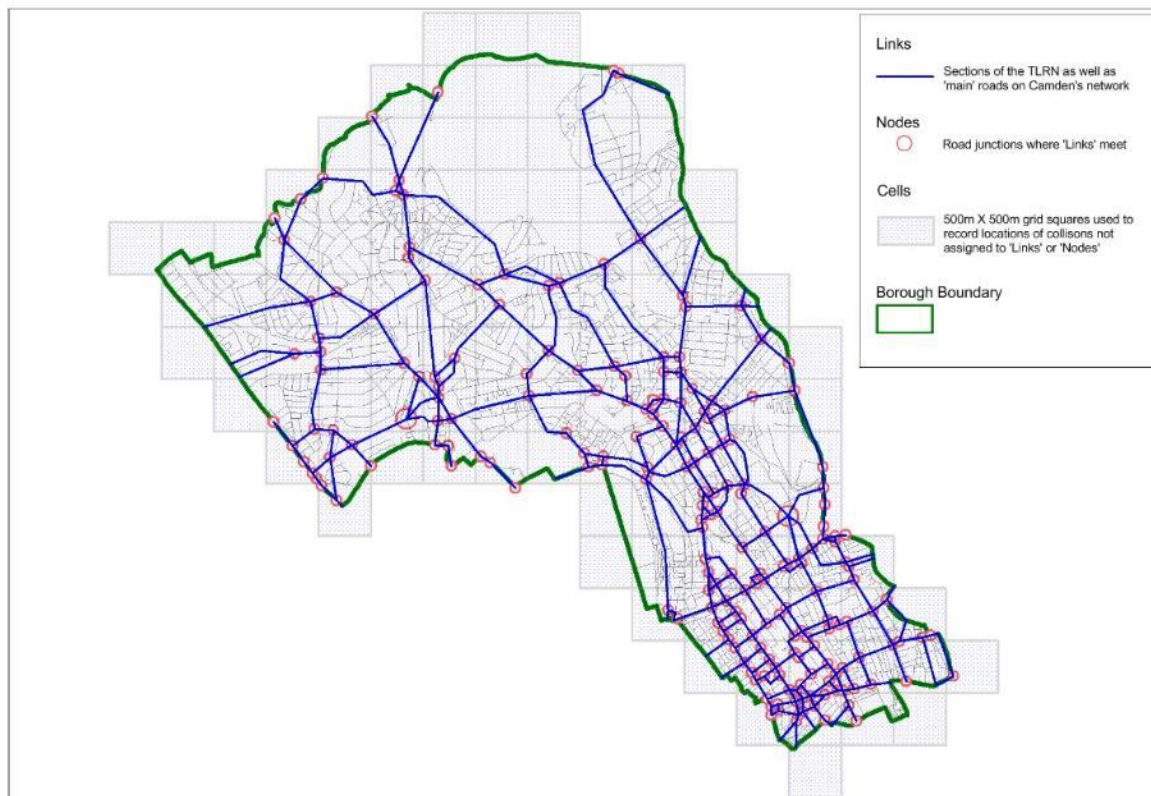 Links
Sections of the TLRN as well as
'main' roads on Camden's network
Nodes
Road junctions where 'Links' meet
Cells
500m X 500m grid squares used to
record locations of collisons not
assigned to 'Links' or 'Nodes'
Borough Boundary